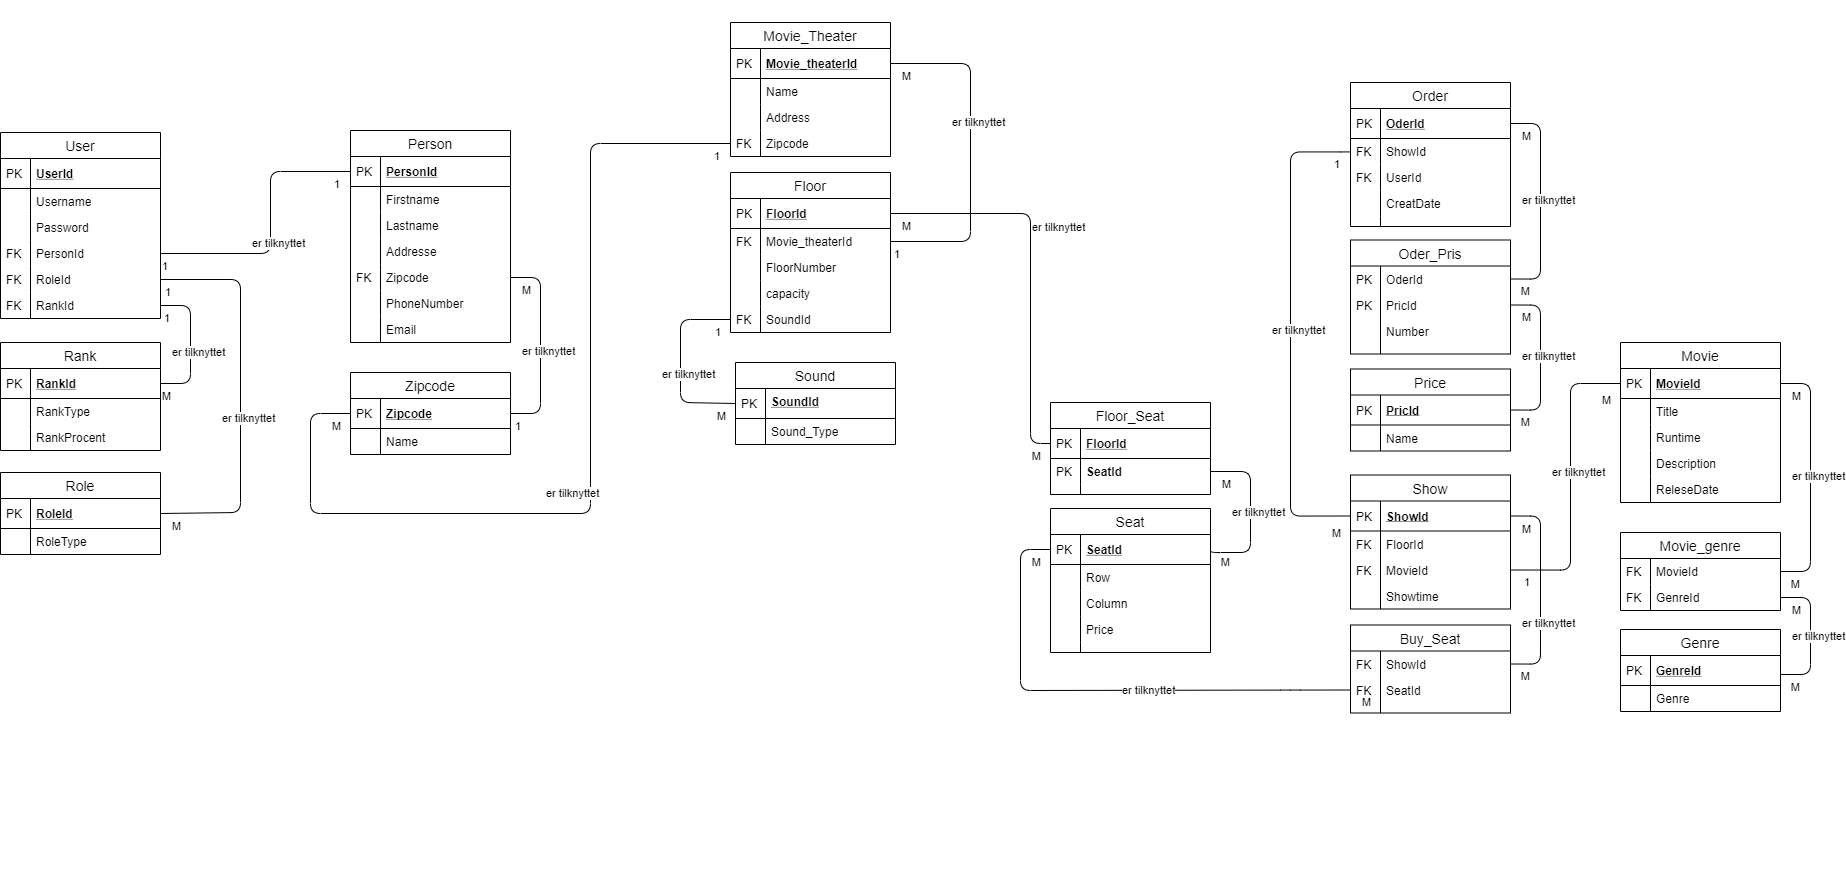 User
PK UserId
Username
Password
FK PersonId
FK RoleId
FK RankId
1
1
1
er tilknyttet
Rank
PK RankId
RankType
RankProcent
M
er tilknyttet
Role
PK RoleId
RoleType
M
er tilknyttet
Person
PK PersonId
Firstname
Lastname
Addresse
FK Zipcode
PhoneNumber
Email
1
M
er tilknyttet
Zipcode
PK Zipcode
Name
M
1
er tilknyttet
Movie_Theater
PK Movie_theaterId
Name
Address
FK Zipcode
M
1
er tilknyttet
Floor
PK FloorId
FK Movie_theaterId
FloorNumber
capacity
FK SoundId
M
1
1
er tilknyttet
er tilknyttet
Sound
PK SoundId
Sound_Type
M
Floor_Seat
PK FloorId
PK SeatId
M
M
er tilknyttet
Seat
PK SeatId
Row
Column
Price
M
M
er tilknyttet
Order
PK OderId
FK ShowId
FK UserId
CreatDate
M
1
er tilknyttet
er tilknyttet
Oder_Pris
PK OderId
PK PricId
Number
M
M
er tilknyttet
Price
PK PricId
Name
M
Show
PK ShowId
FK FloorId
FK MovieId
Showtime
M
M
1
er tilknyttet
er tilknyttet
Buy_Seat
FK ShowId
FK SeatId
M
M
Movie
PK MovieId
Title
Runtime
Description
ReleseDate
M
M
er tilknyttet
Movie_genre
FK MovieId
FK GenreId
M
M
er tilknyttet
Genre
PK GenreId
Genre
M